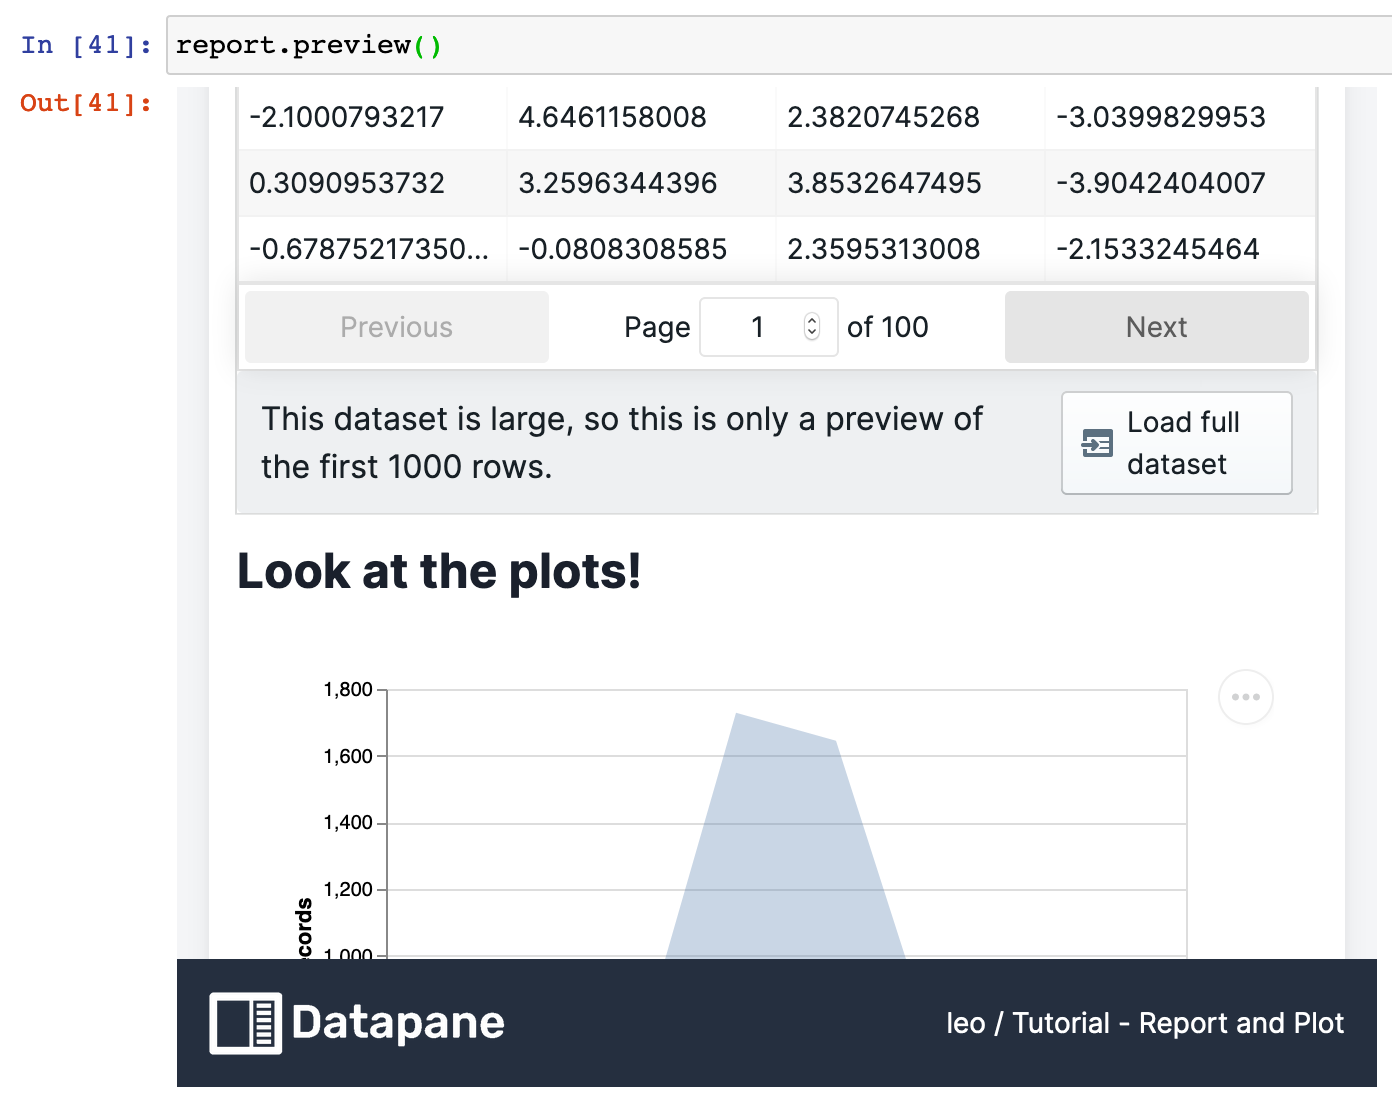 In [41]: report.preview()
Out[41]:
-2.1000793217 4.6461158008 2.3820745268 -3.0399829953
0.3090953732 3.2596344396 3.8532647495 -3.9042404007
-0.67875217350... -0.0808308585 2.3595313008 -2.1533245464
Previous Page 1 of 100 Next
This dataset is large, so this is only a preview of
the first 1000 rows.
Load full
dataset
Look at the plots!
1,800
1,600
1,400
1,200
1,000
Datapane
leo / Tutorial - Report and Plot